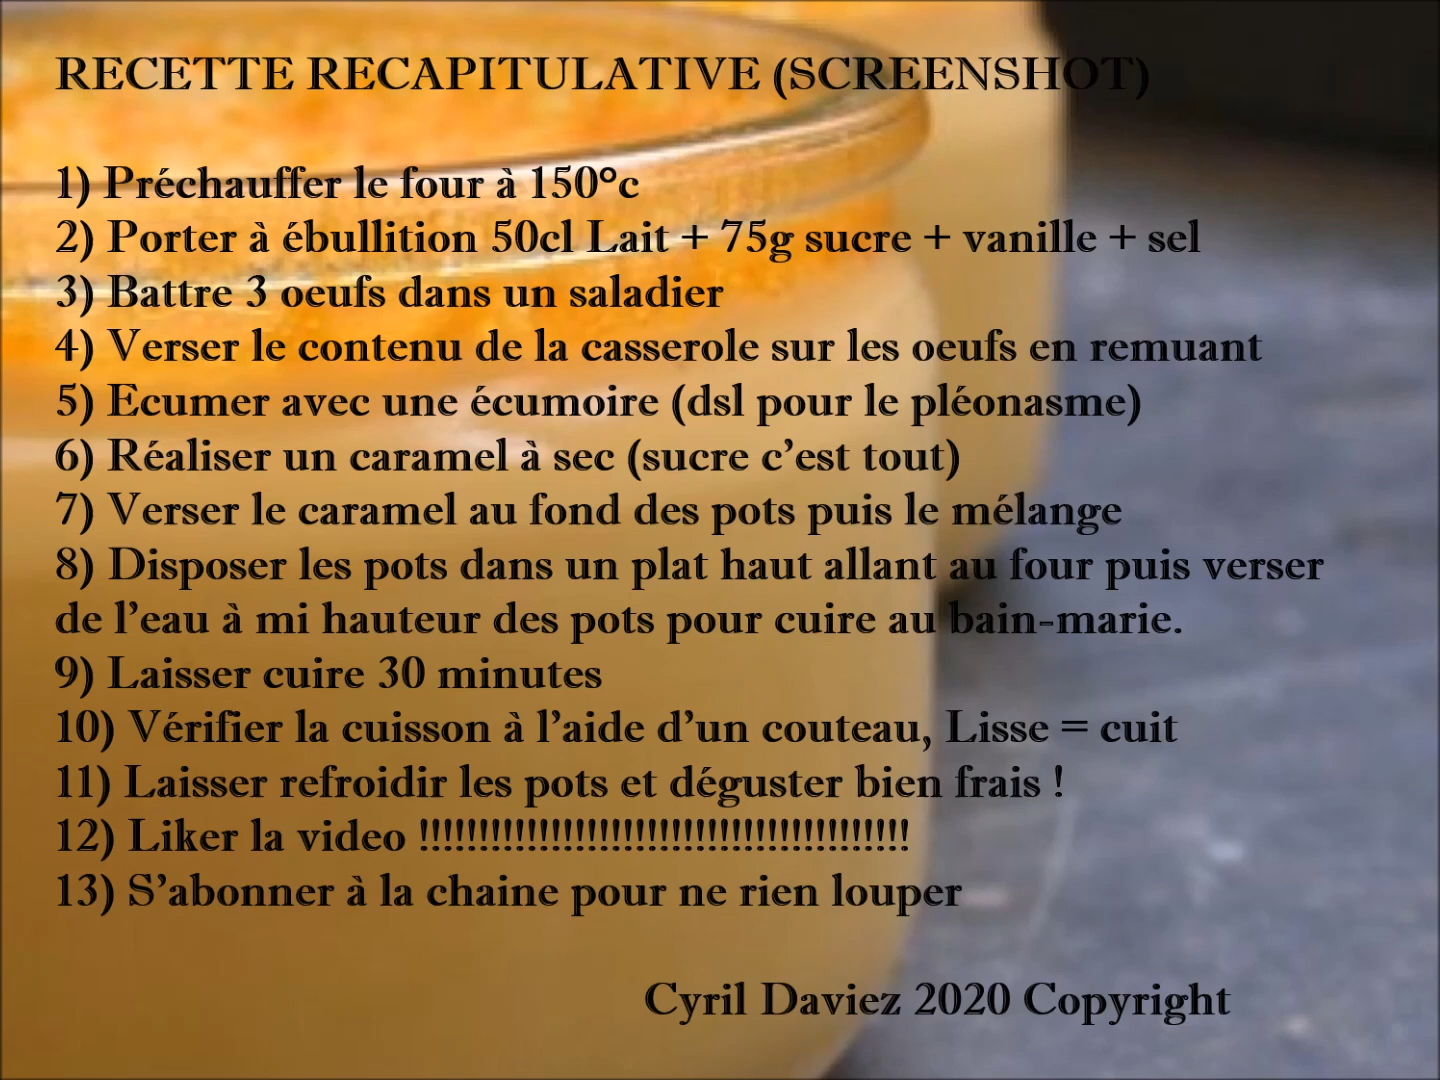 RECETTE RECAPITULATIVE (SCREENSHOT)
1) Préchauffer le four à 150°c
2) Porter à ébullition 50cl Lait + 75g sucre + vanille + sel
3) Battre 3 oeufs dans un saladier
4) Verser le contenu de la casserole sur les oeufs en remuant
5) Ecumer avec une écumoire (dsl pour le pléonasme)
6) Réaliser un caramel à sec (sucre c'est tout)
7) Verser le caramel au fond des pots puis le mélange
8) Disposer les pots dans un plat haut allant au four puis verser
de l'eau à mi hauteur des pots pour cuire au bain-marie.
9) Laisser cuire 30 minutes
10) Vérifier la cuisson à l'aide d'un couteau, Lisse = cuit
11) Laisser refroidir les pots et déguster bien frais !
12) Liker la video !!!!!!!!!!!!!!!!!!!!!!!!!!!!!!!!!!!!!!!!!
13) S'abonner à la chaine pour ne rien louper
Cyril Daviez 2020 Copyright